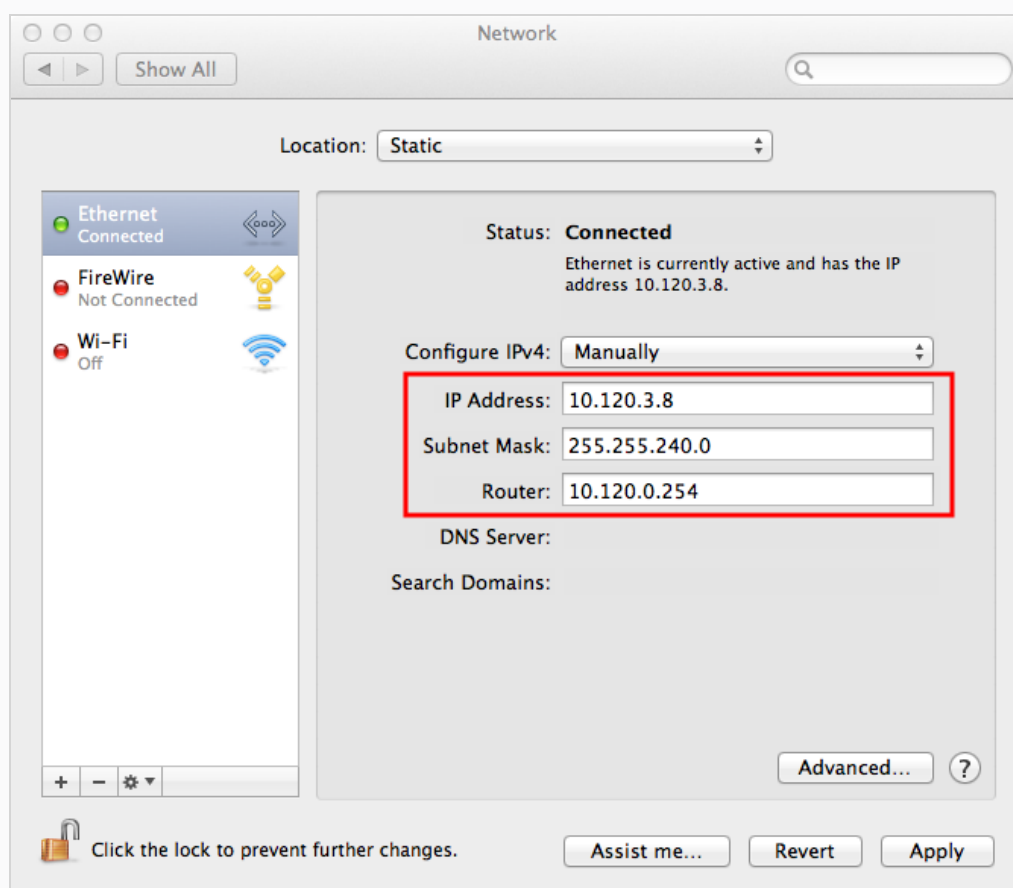 Network
Show All
Location: Static
Ethernet
Connected
FireWire
Not Connected
Wi-Fi
Off
Status: Connected
Ethernet is currently active and has the IP
address 10.120.3.8.
Configure IPv4: Manually
IP Address: 10.120.3.8
Subnet Mask: 255.255.240.0
Router: 10.120.0.254
DNS Server:
Search Domains:
Advanced... ?
+ −
Click the lock to prevent further changes.
Assist me... Revert Apply